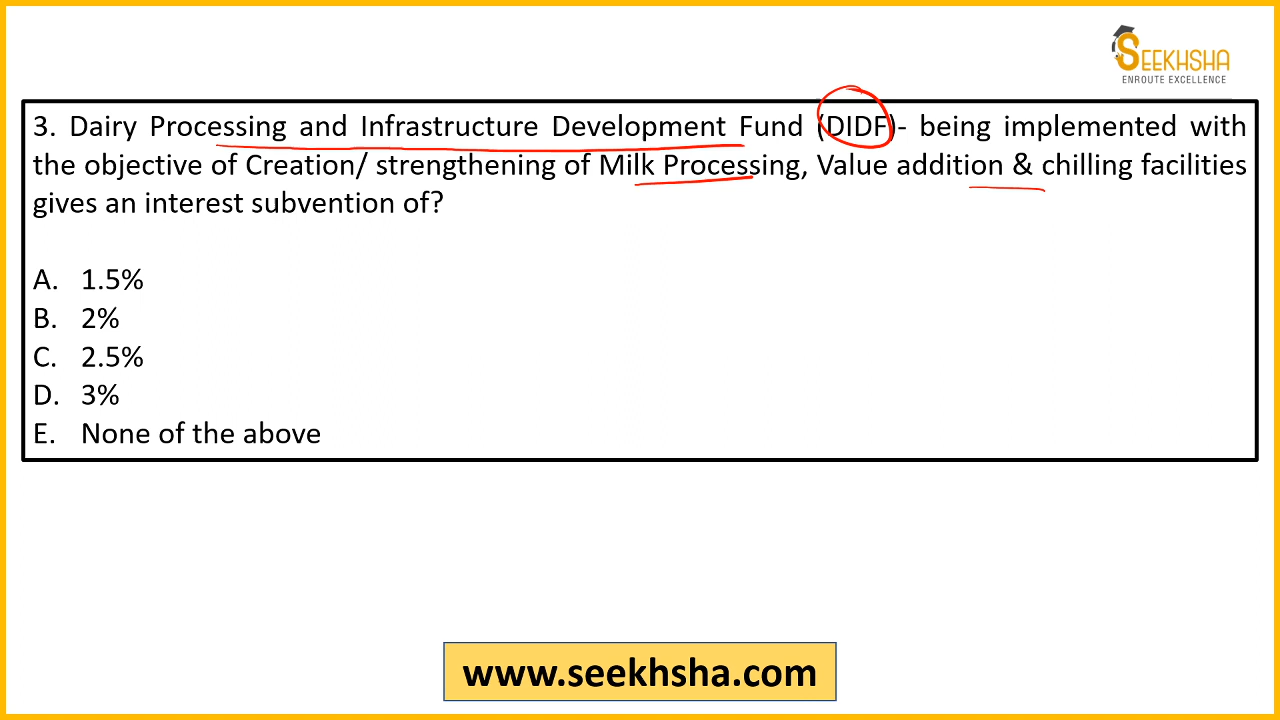 SEEKHSHA
ENROUTE EXCELLENCE
3. Dairy Processing and Infrastructure Development Fund (DIDF)- being implemented with
the objective of Creation/ strengthening of Milk Processing, Value addition & chilling facilities
gives an interest subvention of?
A. 1.5%
B. 2%
C. 2.5%
D. 3%
E. None of the above
www.seekhsha.com